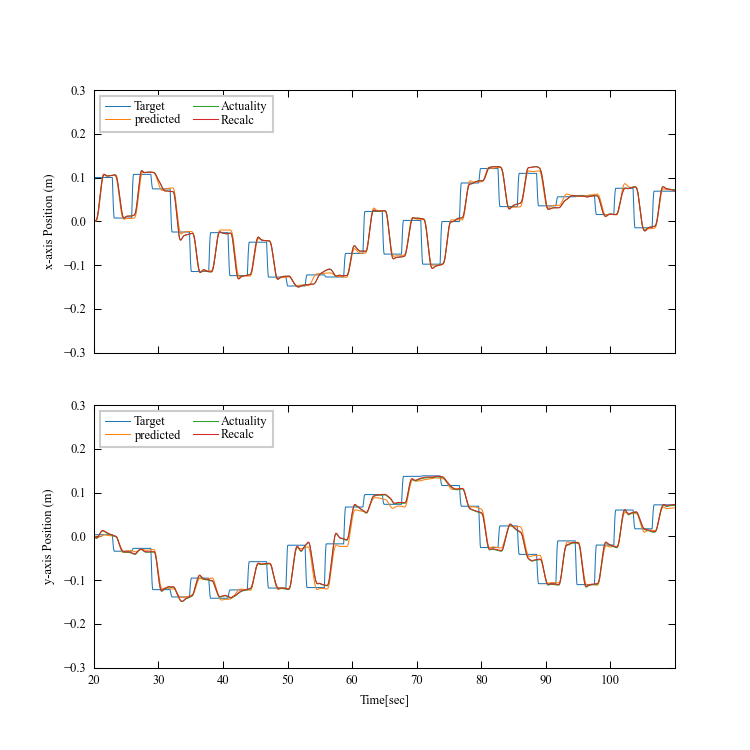 0.3
Target Actuality
predicted Recalc
0.2
0.1
0.0
−0.1
−0.2
−0.3
x-axis Position (m)
0.3
Target Actuality
predicted Recalc
0.2
0.1
0.0
−0.1
−0.2
−0.3
y-axis Position (m)
20 30 40 50 60 70 80 90 100
Time[sec]